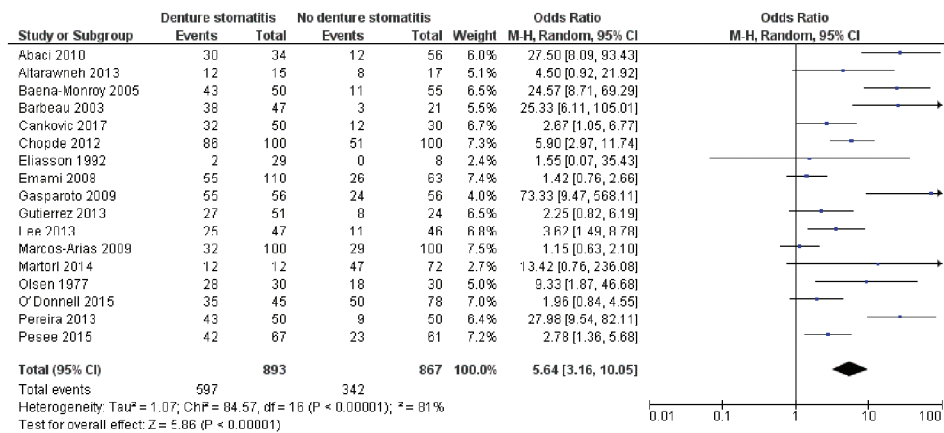 Denture stomatitis No denture stomatitis Odds Ratio Odds Ratio
Study or Subgroup Events Total Events Total Weight M-H, Random, 95% CI M-H, Random, 95% CI
Abaci 2010 30 34 12 56 6.0% 27.50 [8.09, 93.43]
Altarawneh 2013 12 15 8 17 5.1% 4.50 [0.92, 21.92]
Baena-Monroy 2005 43 50 11 55 6.5% 24.57 [8.71, 69.29]
Barbeau 2003 38 47 3 21 5.5% 25.33 [6.11, 105.01]
Cankovic 2017 32 50 12 30 6.7% 2.67 [1.05, 6.77]
Chopde 2012 86 100 51 100 7.3% 5.90 [2.97, 11.74]
Eliasson 1992 2 29 0 8 2.4% 1.55 [0.07, 35.43]
Emami 2008 55 110 26 63 7.4% 1.42 [0.76, 2.66]
Gasparoto 2009 55 56 24 56 4.0% 73.33 [9.47, 568.11]
Gutierrez 2013 27 51 8 24 6.6% 2.25 [0.82, 6.19]
Lee 2013 25 47 11 46 6.8% 3.62 [1.49, 8.78]
Marcos-Arias 2009 32 100 29 100 7.5% 1.15 [0.63, 2.10]
Martori 2014 12 12 47 72 2.7% 13.42 [0.76, 236.08]
Olsen 1977 28 30 18 30 5.0% 9.33 [1.87, 46.68]
O'Donnell 2015 35 45 50 78 6.9% 1.96 [0.84, 4.55]
Pereira 2013 43 50 9 50 6.4% 27.98 [9.54, 82.11]
Pesee 2015 42 67 23 61 7.2% 2.78 [1.36, 5.68]
Total (95% CI) 893 867 100.0% 5.64 [3.16, 10.05]
Total events 597 342
Heterogeneity: Tau² = 1.07; Chi² = 84.57, df = 16 (P < 0.00001); ² = 81%
Test for overall effect: Z = 5.86 (P < 0.00001)
0.01 0.1 1 10 100